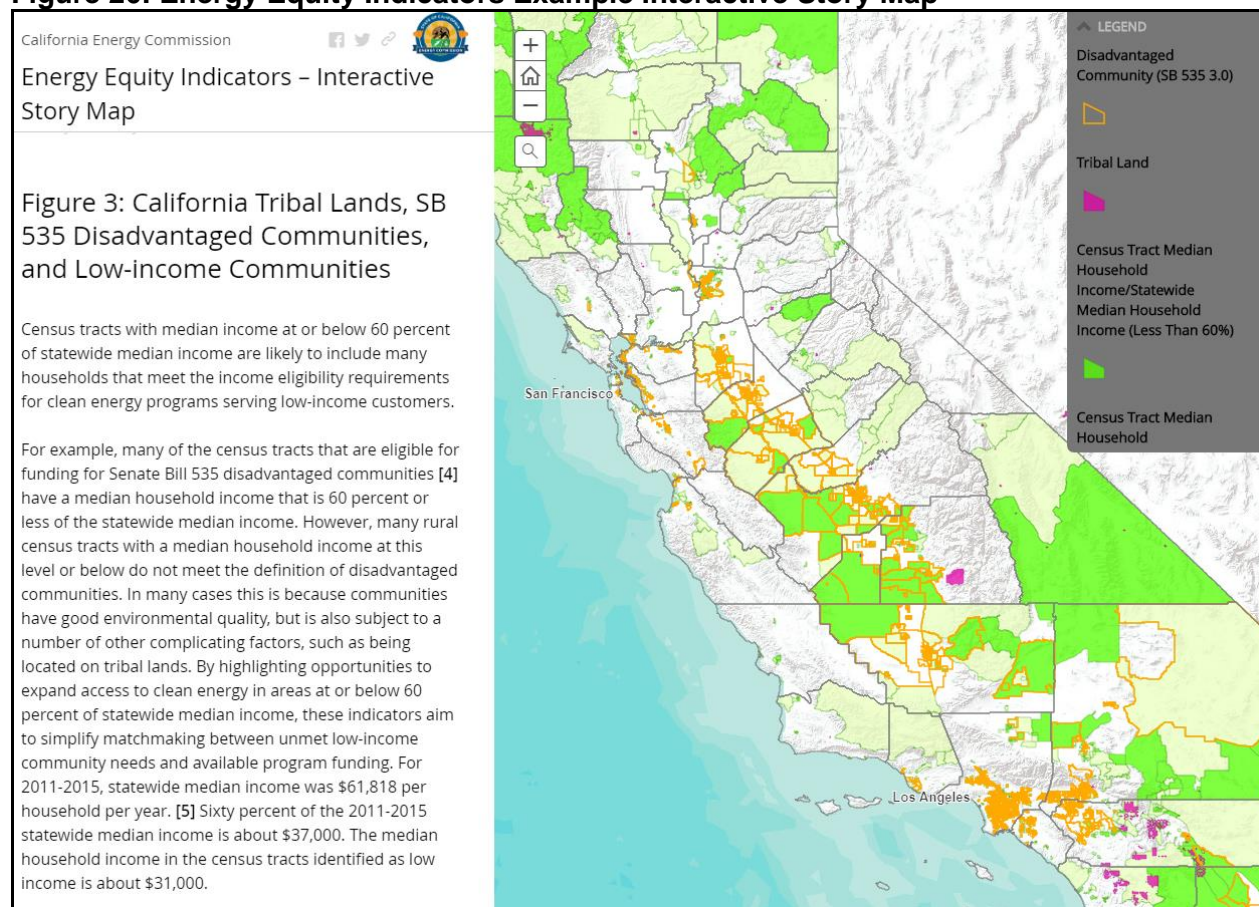 Figure 20: Energy Equity Indicators Example Interactive Story Map
California Energy Commission
Energy Equity Indicators – Interactive
Story Map
Figure 3: California Tribal Lands, SB
535 Disadvantaged Communities,
and Low-income Communities
Census tracts with median income at or below 60 percent
of statewide median income are likely to include many
households that meet the income eligibility requirements
for clean energy programs serving low-income customers.
For example, many of the census tracts that are eligible for
funding for Senate Bill 535 disadvantaged communities [4]
have a median household income that is 60 percent or
less of the statewide median income. However, many rural
census tracts with a median household income at this
level or below do not meet the definition of disadvantaged
communities. In many cases this is because communities
have good environmental quality, but is also subject to a
number of other complicating factors, such as being
located on tribal lands. By highlighting opportunities to
expand access to clean energy in areas at or below 60
percent of statewide median income, these indicators aim
to simplify matchmaking between unmet low-income
community needs and available program funding. For
2011-2015, statewide median income was $61,818 per
household per year. [5] Sixty percent of the 2011-2015
statewide median income is about $37,000. The median
household income in the census tracts identified as low
income is about $31,000.
San Francisco
Los Angeles
LEGEND
Disadvantaged
Community (SB 535 3.0)
Tribal Land
Census Tract Median
Household
Income/Statewide
Median Household
Income (Less Than 60%)
Census Tract Median
Household